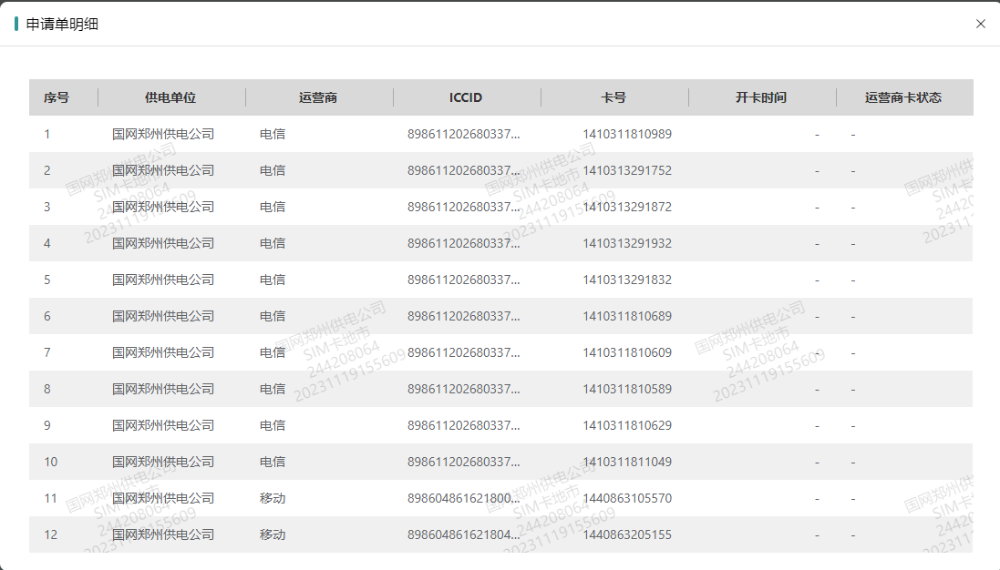 申请单明细
序号 供电单位 运营商 ICCID 卡号 开卡时间 运营商卡状态
1 国网郑州供电公司 电信 898611202680337... 1410311810989 - -
2 国网郑州供电公司 电信 898611202680337... 1410313291752 - -
3 国网郑州供电公司 电信 898611202680337... 1410313291872 - -
4 国网郑州供电公司 电信 898611202680337... 1410313291932 - -
5 国网郑州供电公司 电信 898611202680337... 1410313291832 - -
6 国网郑州供电公司 电信 898611202680337... 1410311810689 - -
7 国网郑州供电公司 电信 898611202680337... 1410311810609 - -
8 国网郑州供电公司 电信 898611202680337... 1410311810589 - -
9 国网郑州供电公司 电信 898611202680337... 1410311810629 - -
10 国网郑州供电公司 电信 898611202680337... 1410311811049 - -
11 国网郑州供电公司 移动 898604861621800... 1440863105570 - -
12 国网郑州供电公司 移动 898604861621804... 1440863205155 - -
国网郑州供电公司
SIM卡地市
244208064
20231119155609